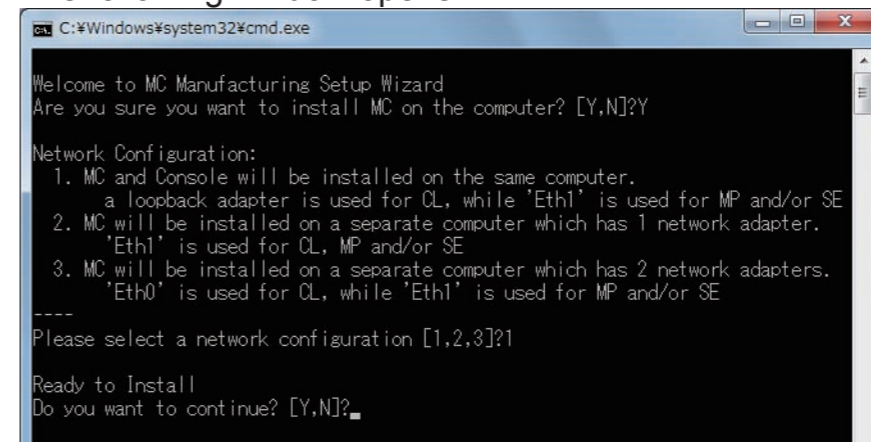 C:¥Windows¥system32¥cmd.exe
Welcome to MC Manufacturing Setup Wizard
Are you sure you want to install MC on the computer? [Y,N]?Y
Network Configuration:
1. MC and Console will be installed on the same computer.
a loopback adapter is used for CL, while 'Eth1' is used for MP and/or SE
2. MC will be installed on a separate computer which has 1 network adapter.
'Eth1' is used for CL, MP and/or SE
3. MC will be installed on a separate computer which has 2 network adapters.
'Eth0' is used for CL, while 'Eth1' is used for MP and/or SE
----
Please select a network configuration [1,2,3]?1
Ready to Install
Do you want to continue? [Y,N]?